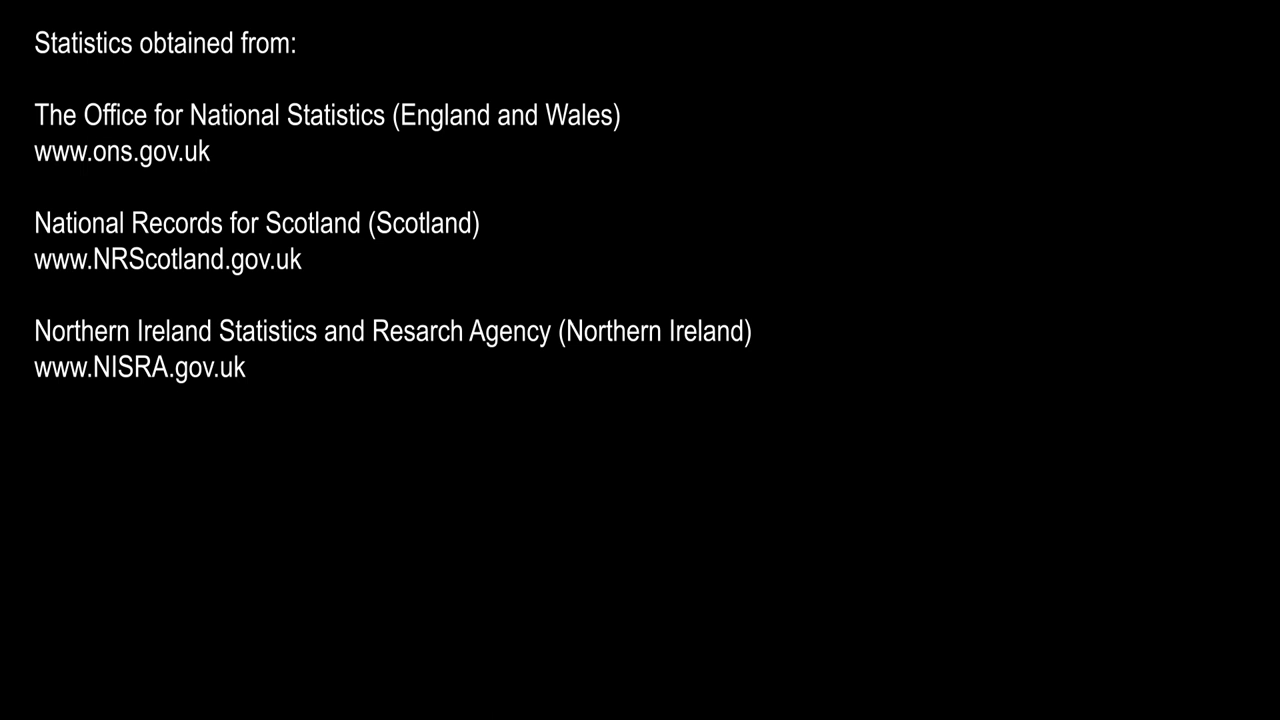 Statistics obtained from:
The Office for National Statistics (England and Wales)
www.ons.gov.uk
National Records for Scotland (Scotland)
www.NRScotland.gov.uk
Northern Ireland Statistics and Resarch Agency (Northern Ireland)
www.NISRA.gov.uk